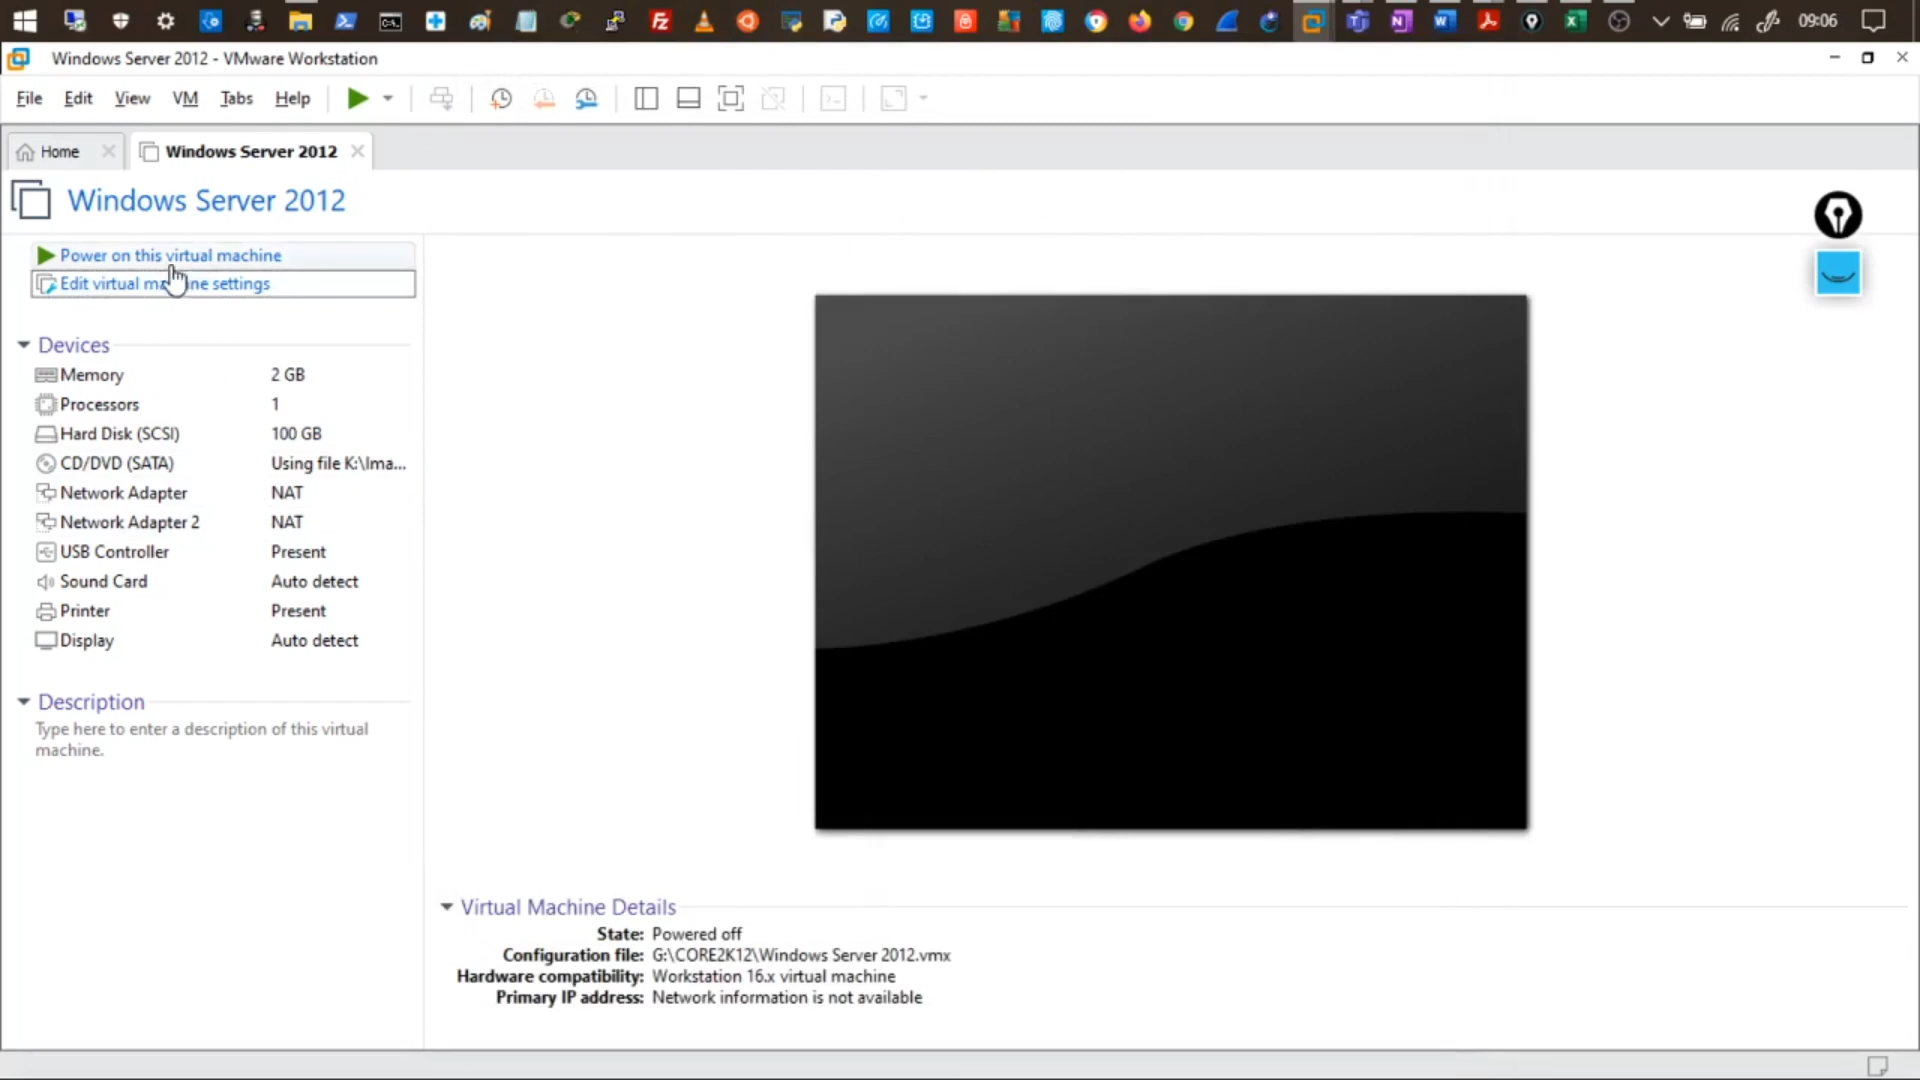 09:06
Windows Server 2012 - VMware Workstation
File Edit View VM Tabs Help
Home
Windows Server 2012
Windows Server 2012
Power on this virtual machine
Edit virtual machine settings
Devices
Memory 2 GB
Processors 1
Hard Disk (SCSI) 100 GB
CD/DVD (SATA) Using file K:\Ima...
Network Adapter NAT
Network Adapter 2 NAT
USB Controller Present
Sound Card Auto detect
Printer Present
Display Auto detect
Description
Type here to enter a description of this virtual
machine.
Virtual Machine Details
State: Powered off
Configuration file: G:\CORE2K12\Windows Server 2012.vmx
Hardware compatibility: Workstation 16.x virtual machine
Primary IP address: Network information is not available